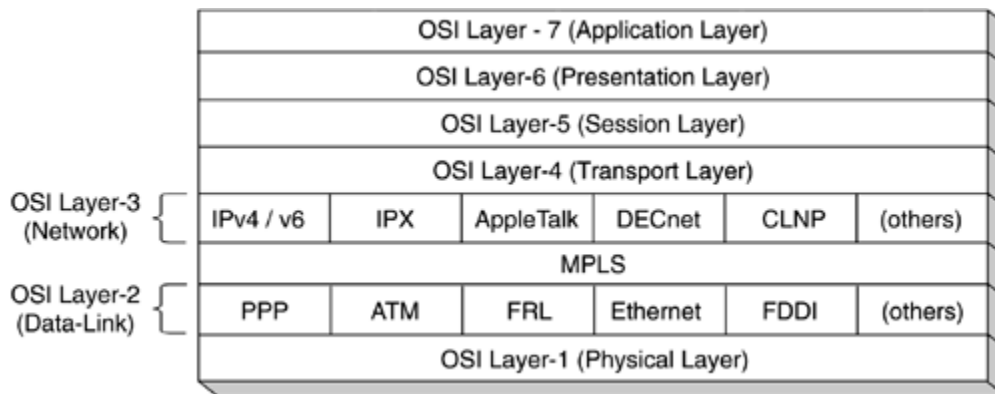 OSI Layer - 7 (Application Layer)
OSI Layer-6 (Presentation Layer)
OSI Layer-5 (Session Layer)
OSI Layer-4 (Transport Layer)
OSI Layer-3
(Network)
IPv4 / v6 IPX AppleTalk DECnet CLNP (others)
MPLS
OSI Layer-2
(Data-Link)
PPP ATM FRL Ethernet FDDI (others)
OSI Layer-1 (Physical Layer)